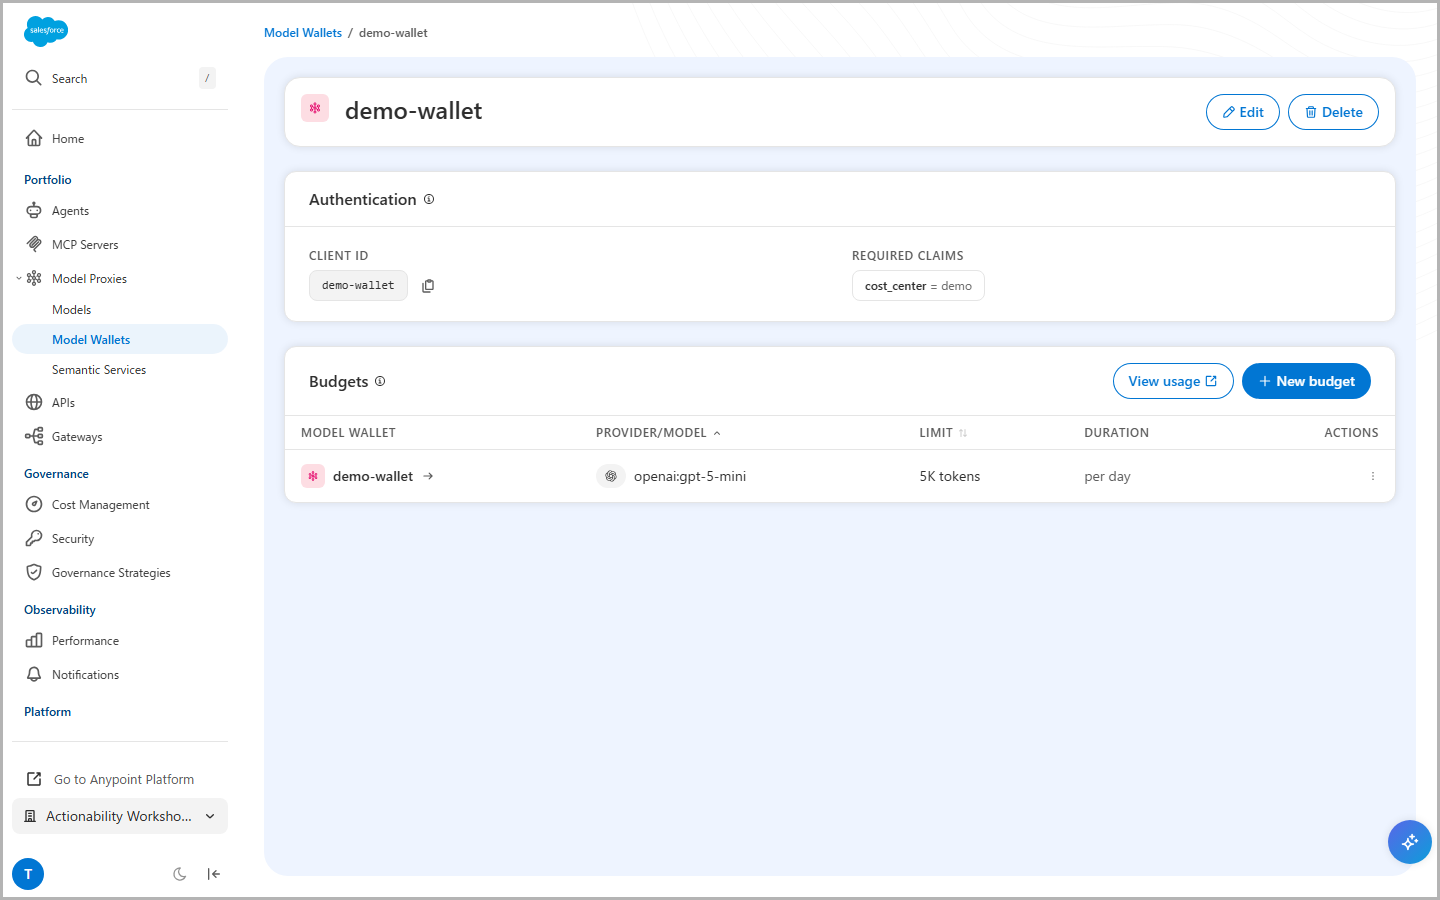 salesforce
Model Wallets / demo-wallet
Search /
Home
Portfolio
Agents
MCP Servers
Model Proxies
Models
Model Wallets
Semantic Services
APIs
Gateways
Governance
Cost Management
Security
Governance Strategies
Observability
Performance
Notifications
Platform
Go to Anypoint Platform
Actionability Worksho...
T
demo-wallet
Edit
Delete
Authentication
CLIENT ID
demo-wallet
REQUIRED CLAIMS
cost_center = demo
Budgets
View usage
+ New budget
MODEL WALLET PROVIDER/MODEL LIMIT DURATION ACTIONS
demo-wallet → openai:gpt-5-mini 5K tokens per day